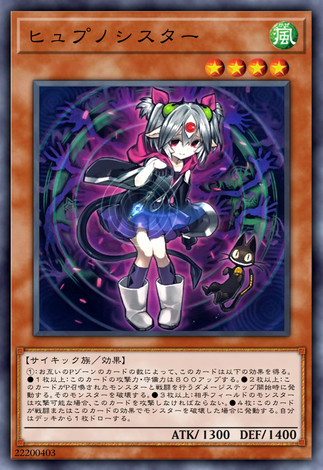 ヒュプノシスター
風
【サイキック族／効果】
①：お互いのＰゾーンのカードの数によって、このカードは以下の効果を得る。
●１枚以上：このカードの攻撃力・守備力は８００アップする。●２枚以上：こ
のカードがＰ召喚されたモンスターと戦闘を行うダメージステップ開始時に発
動する。そのモンスターを破壊する。●３枚以上：相手フィールドのモンスター
は攻撃可能な場合、このカードを攻撃しなければならない。●４枚：このカード
が戦闘またはこのカードの効果でモンスターを破壊した場合に発動する。自分
はデッキから１枚ドローする。
ATK/ 1300 DEF/1400
22200403